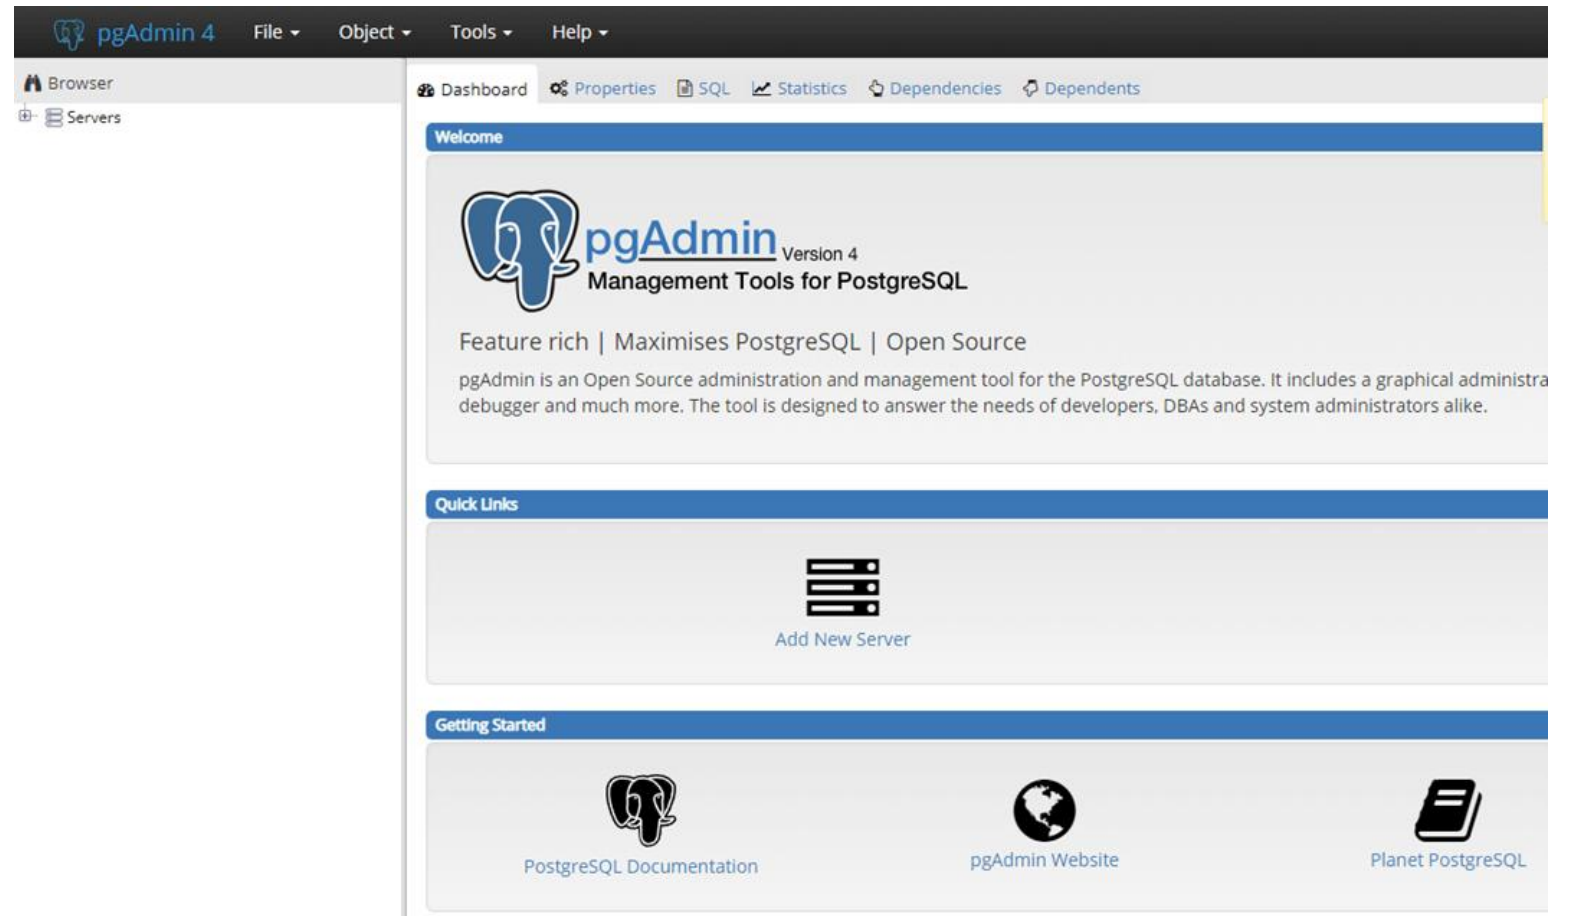 pgAdmin 4 File Object Tools Help
Browser
Servers
Dashboard Properties SQL Statistics Dependencies Dependents
Welcome
pgAdmin Version 4
Management Tools for PostgreSQL
Feature rich | Maximises PostgreSQL | Open Source
pgAdmin is an Open Source administration and management tool for the PostgreSQL database. It includes a graphical administra
debugger and much more. The tool is designed to answer the needs of developers, DBAs and system administrators alike.
Quick Links
Add New Server
Getting Started
PostgreSQL Documentation
pgAdmin Website
Planet PostgreSQL